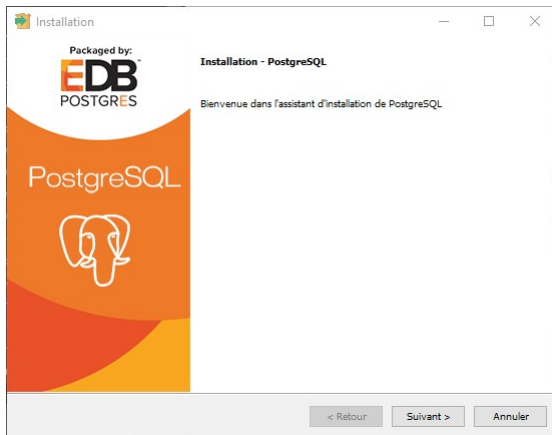 Installation
Packaged by:
EDB
POSTGRES
PostgreSQL
Installation - PostgreSQL
Bienvenue dans l'assistant d'installation de PostgreSQL
< Retour
Suivant >
Annuler